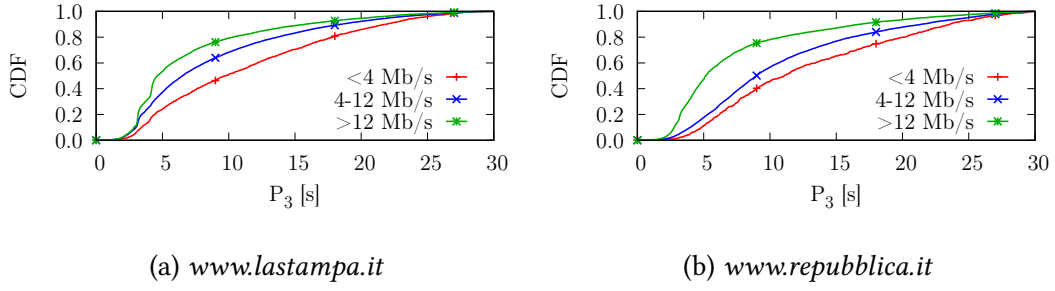 1.0
0.8
0.6
0.4
0.2
0.0
CDF
<4 Mb/s
4-12 Mb/s
>12 Mb/s
0 5 10 15 20 25 30
P3 [s]
(a) www.lastampa.it
1.0
0.8
0.6
0.4
0.2
0.0
CDF
<4 Mb/s
4-12 Mb/s
>12 Mb/s
0 5 10 15 20 25 30
P3 [s]
(b) www.repubblica.it